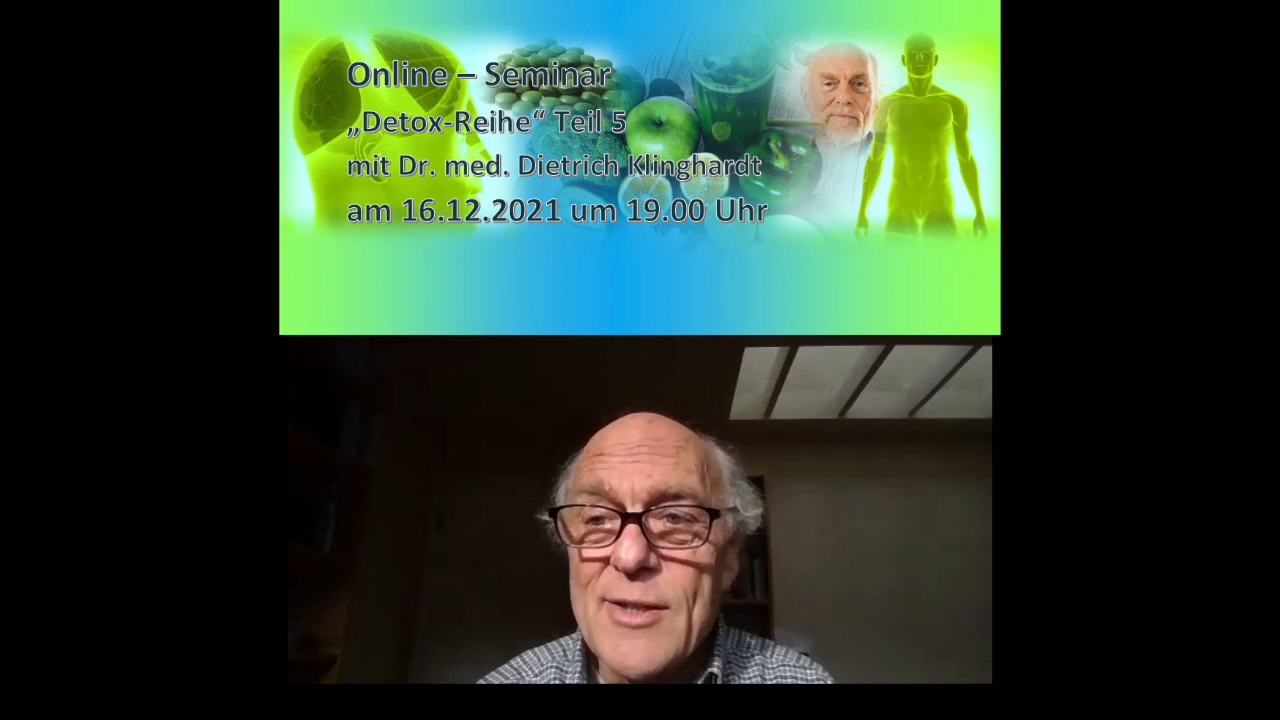 Online – Seminar
„Detox-Reihe“ Teil 5
mit Dr. med. Dietrich Klinghardt
am 16.12.2021 um 19.00 Uhr